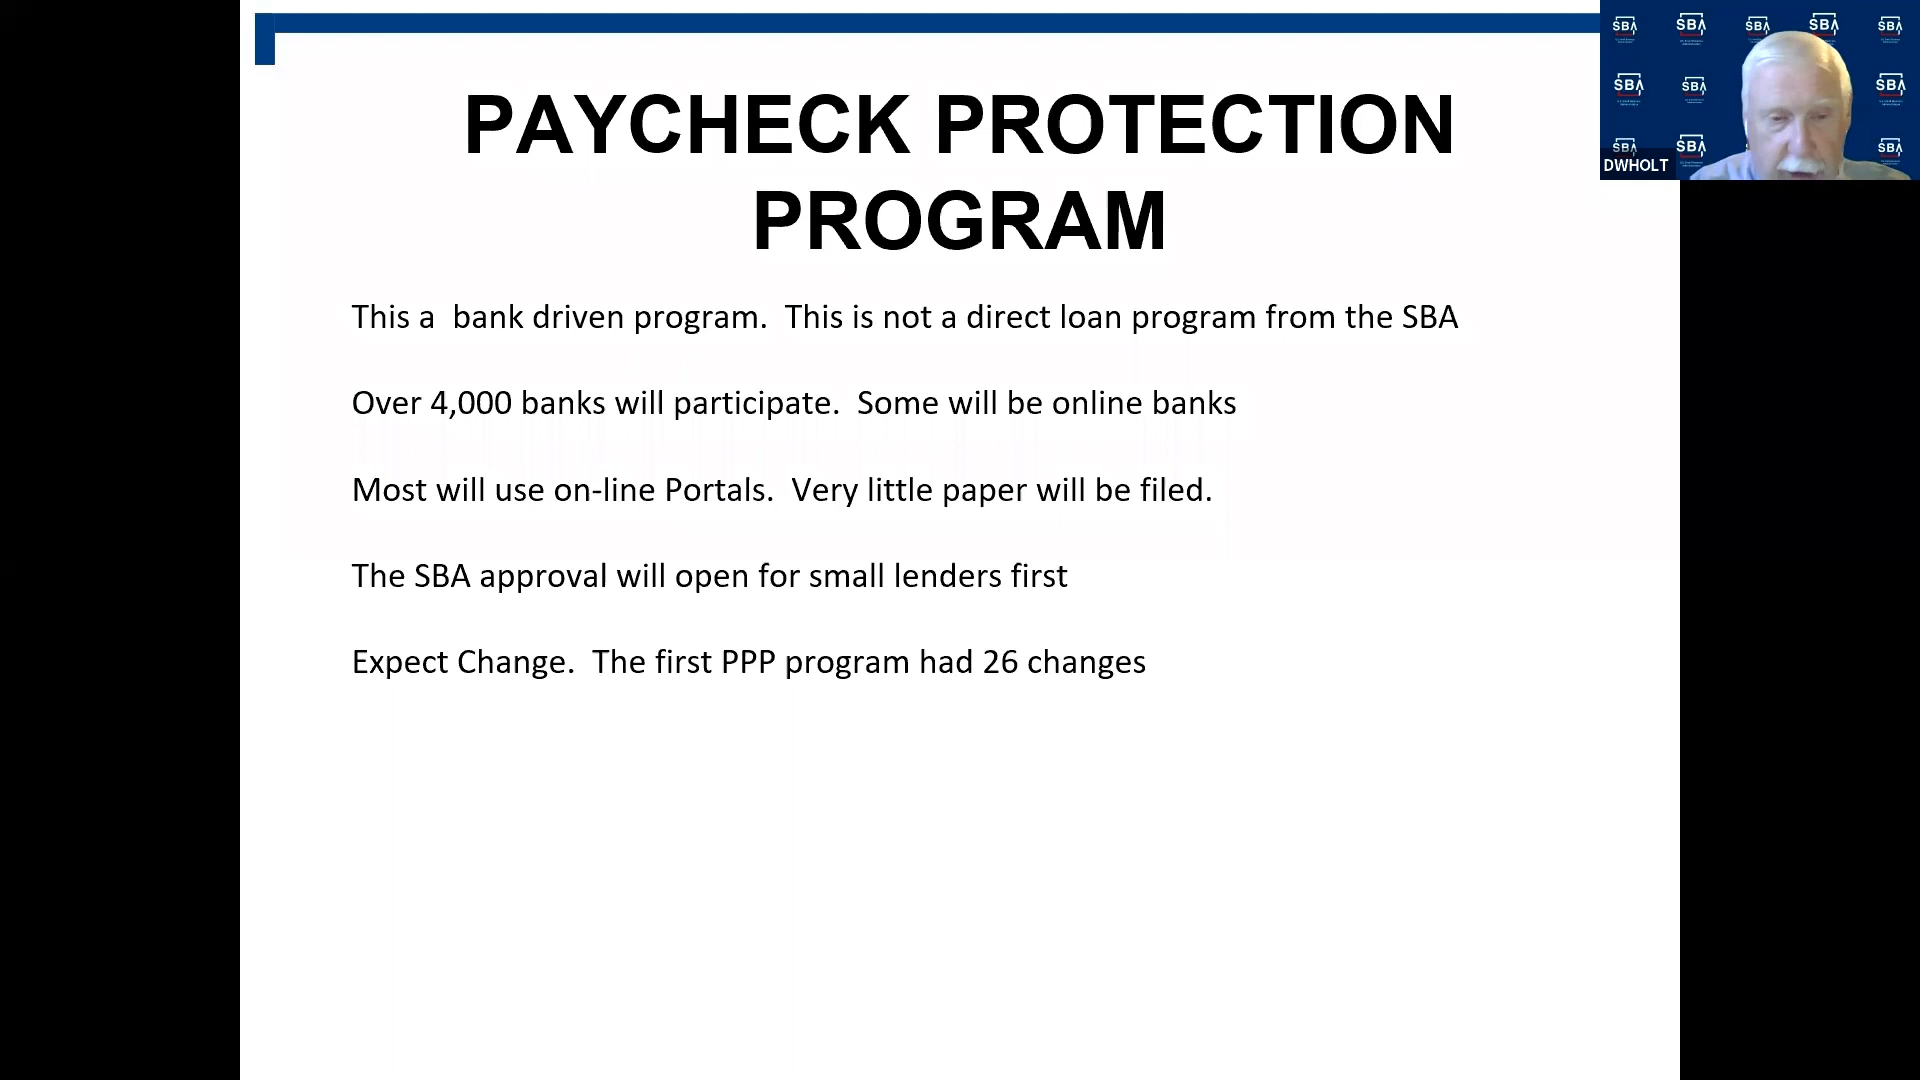 PAYCHECK PROTECTION
PROGRAM
This a  bank driven program.  This is not a direct loan program from the SBA
Over 4,000 banks will participate.  Some will be online banks
Most will use on-line Portals.  Very little paper will be filed.
The SBA approval will open for small lenders first
Expect Change.  The first PPP program had 26 changes
SBA SBA SBA SBA SBA
SBA SBA SBA
SBA SBA SBA
DWHOLT